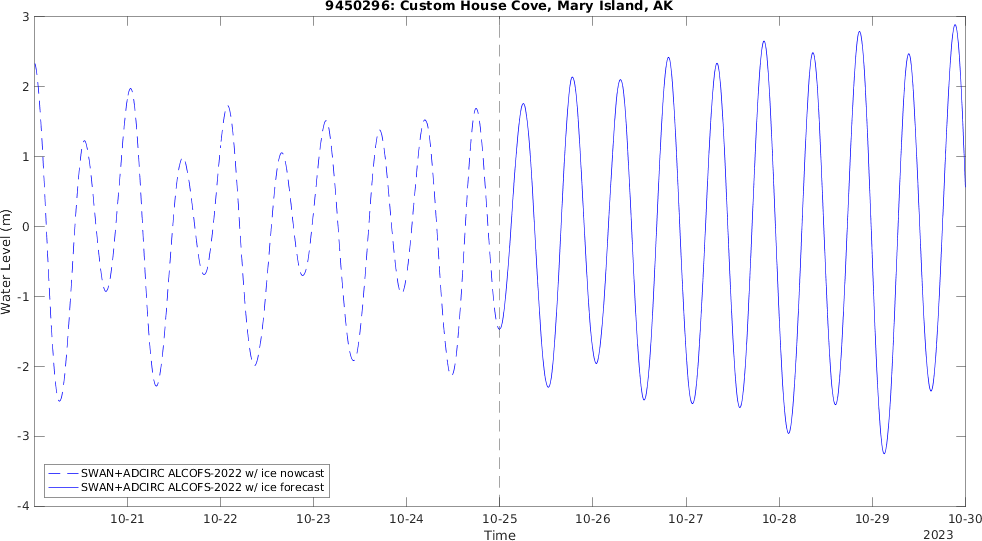 9450296: Custom House Cove, Mary Island, AK
3
2
1
0
-1
-2
-3
-4
Water Level (m)
SWAN+ADCIRC ALCOFS-2022 w/ ice nowcast
SWAN+ADCIRC ALCOFS-2022 w/ ice forecast
10-21 10-22 10-23 10-24 10-25 10-26 10-27 10-28 10-29 10-30
Time
2023